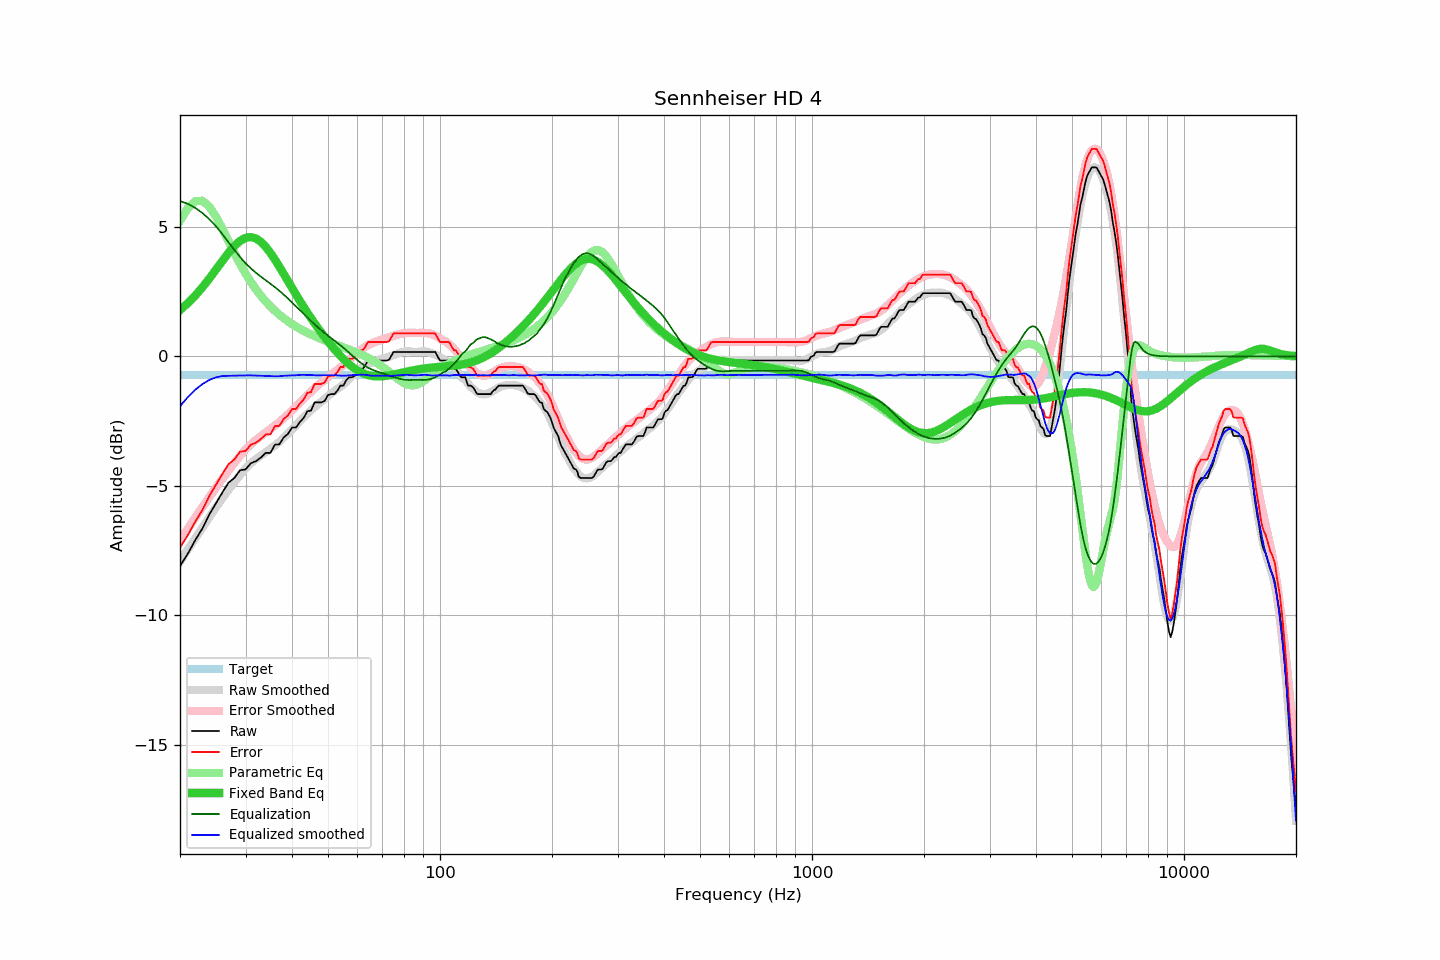 Sennheiser HD 4
5
0
−5
−10
−15
Amplitude (dBr)
Target
Raw Smoothed
Error Smoothed
Raw
Error
Parametric Eq
Fixed Band Eq
Equalization
Equalized smoothed
100
1000
10000
Frequency (Hz)